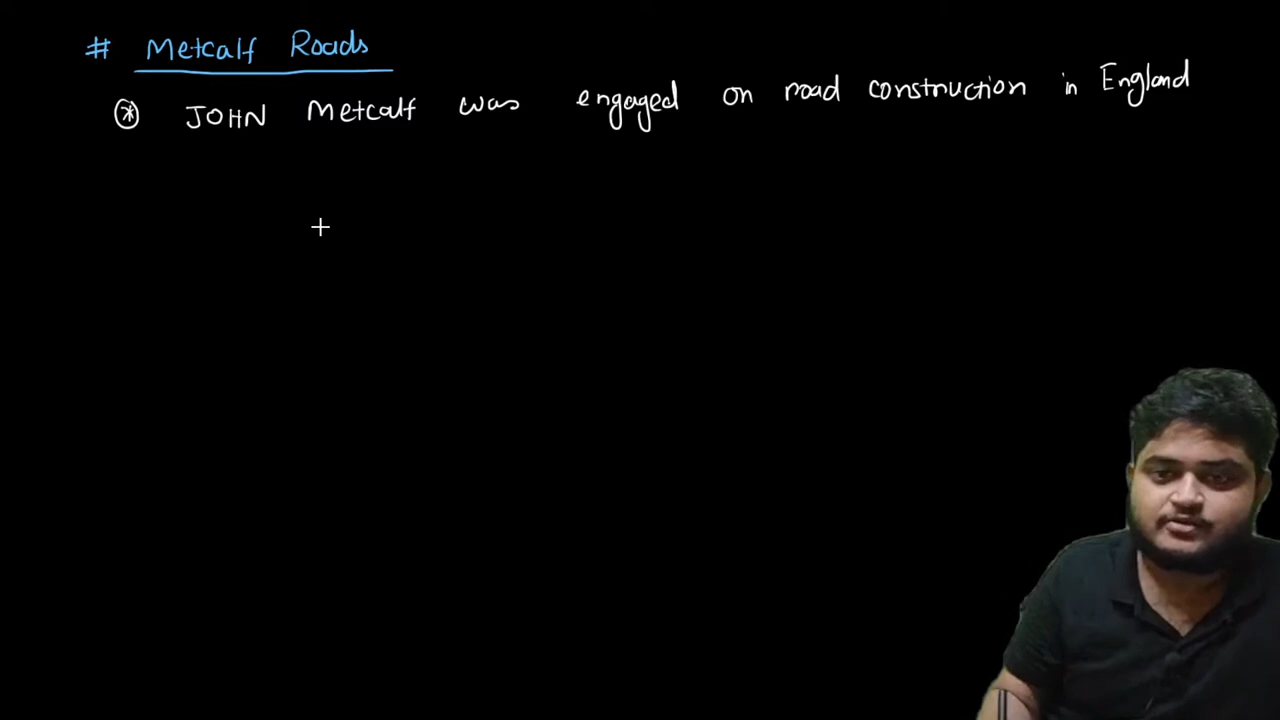 # Metcalf Roads
* JOHN Metcalf was engaged on road construction in England